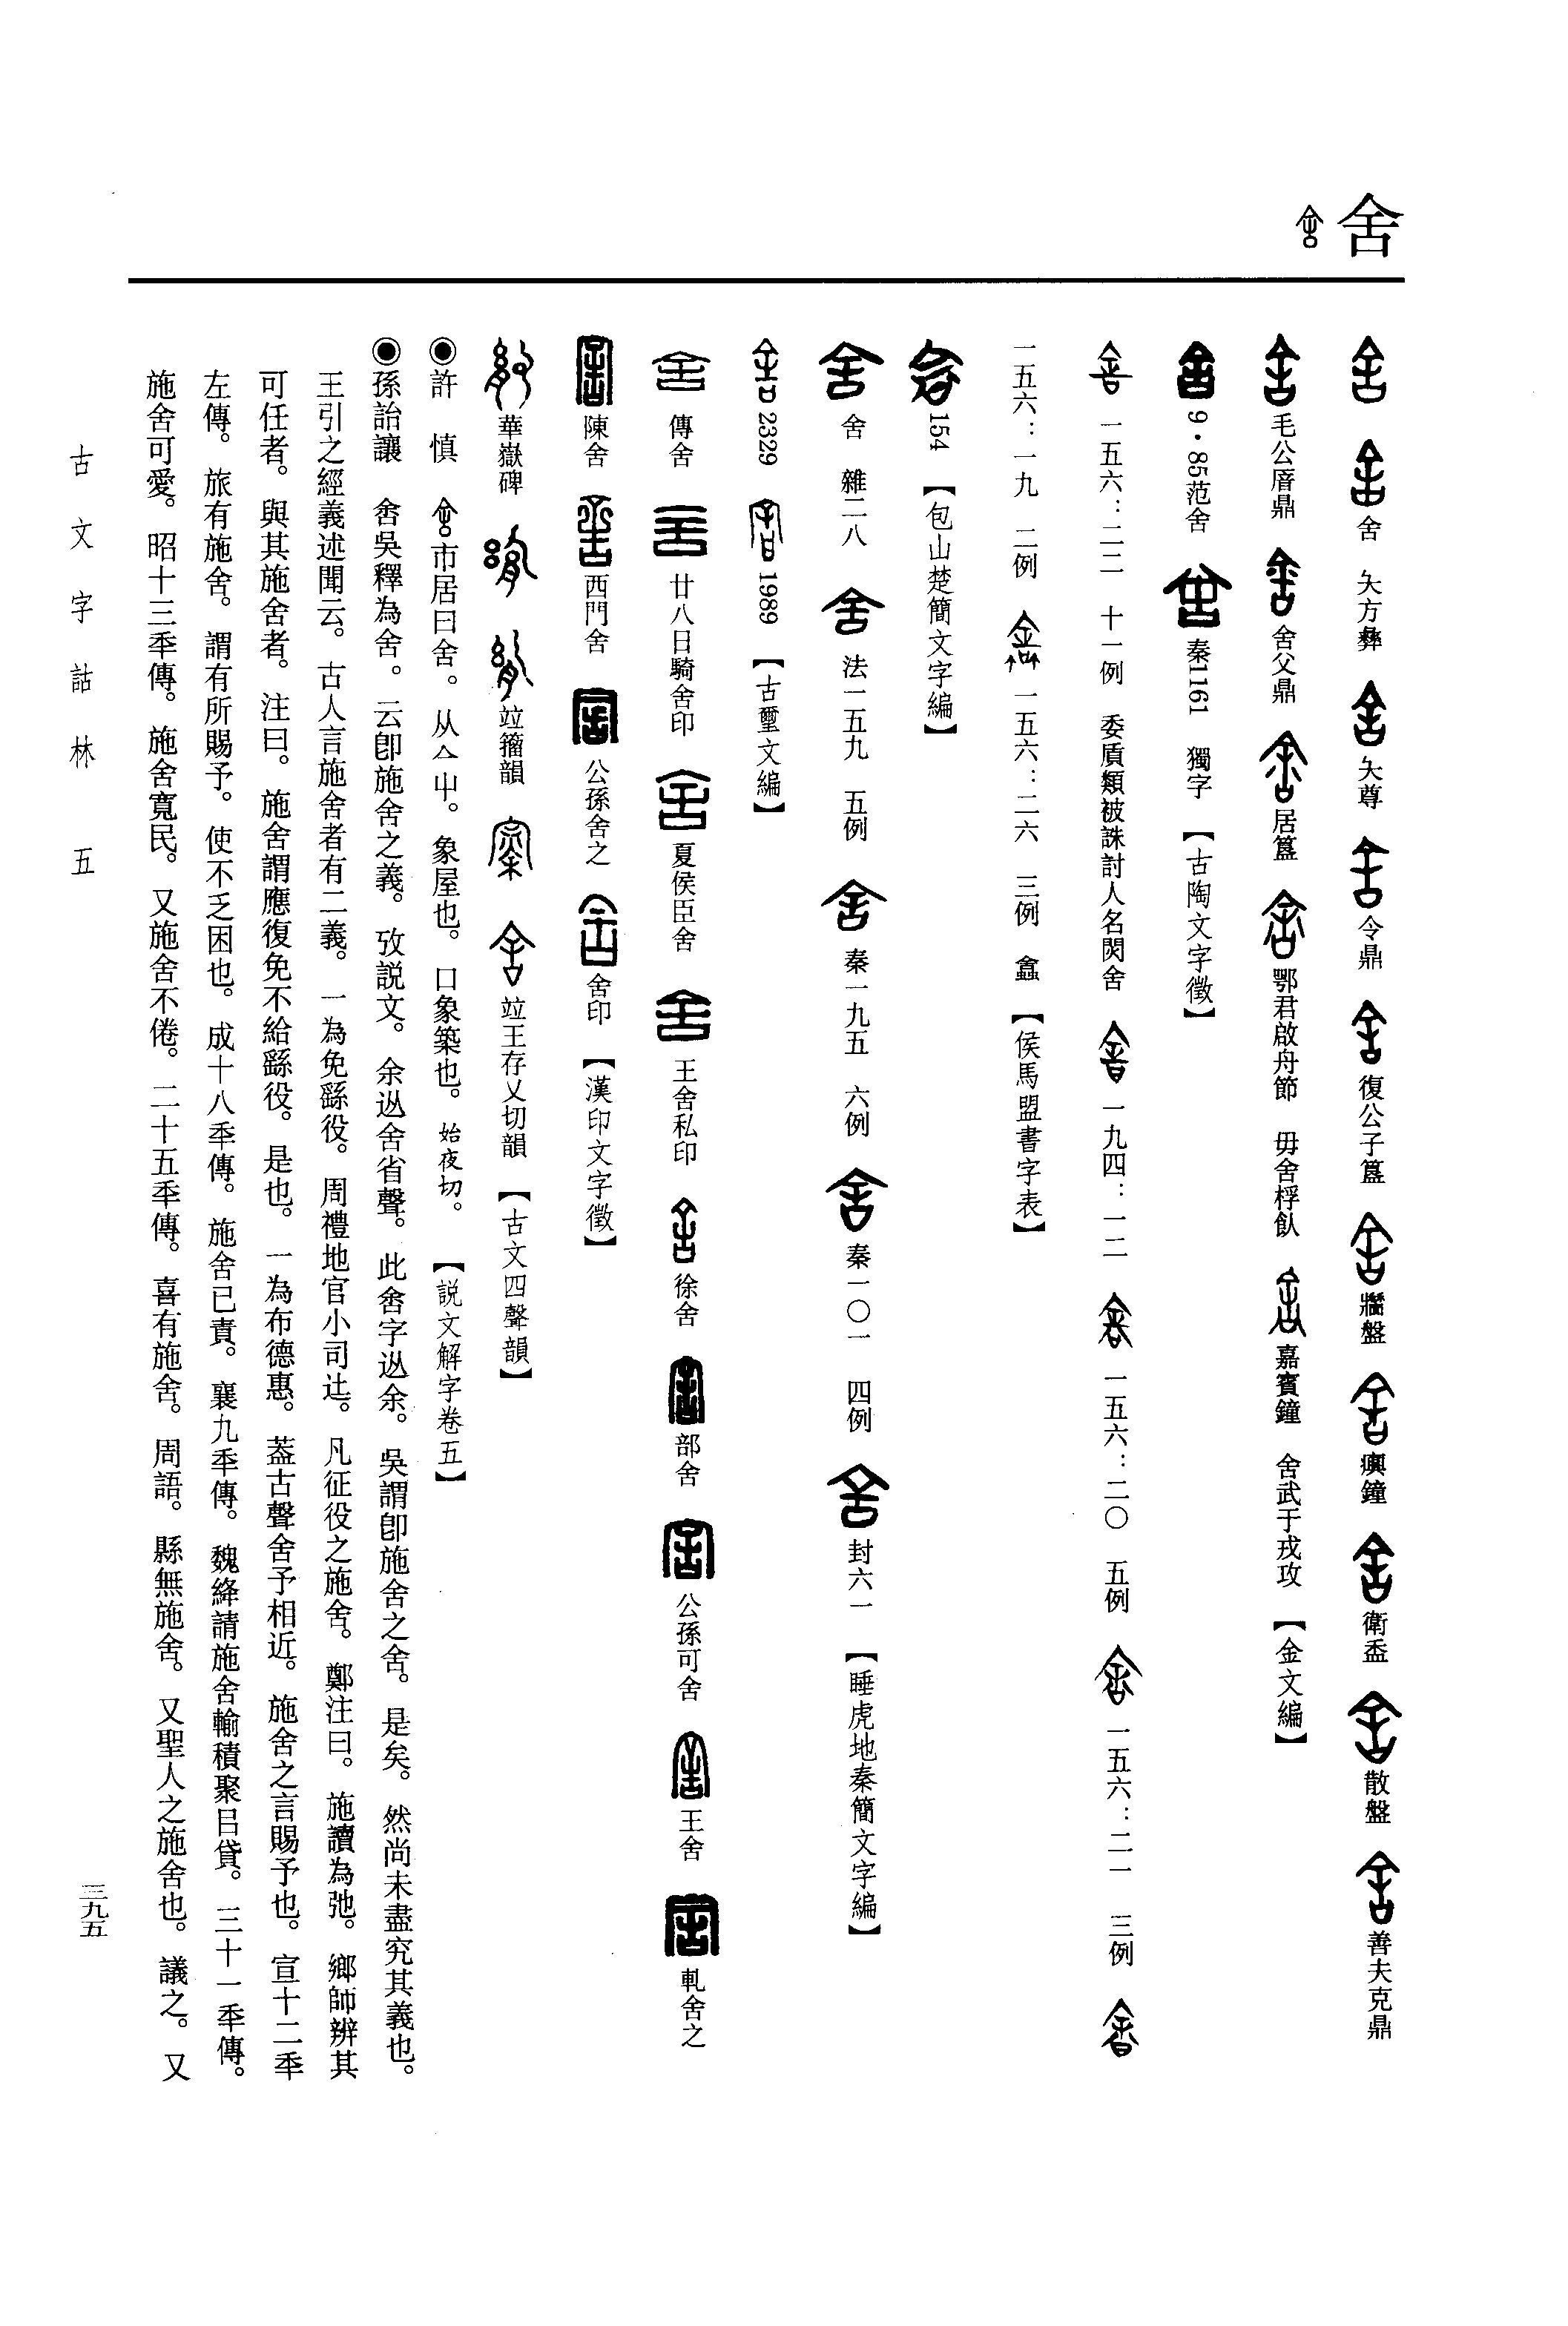 舍
舍　夨方彝　夨尊　令鼎　復公子簋　牆盤　𤼈鐘　衛盉　散盤　善夫克鼎
毛公㢆鼎　舍父鼎　居簋　鄂君啟舟節　毋舍桴飤　嘉賓鐘　舍武于戎攻　【金文編】
9·85范舍　秦1161　獨字　【古陶文字徵】
一五六：二二　十一例　委質類被誅討人名閔舍　一九四：一二　一五六：二〇　五例　一五六：二一　三例
一五六：一九　二例　一五六：二六　三例　【侯馬盟書字表】
154　【包山楚簡文字編】
舍　雜二八　法一五九　五例　秦一九五　六例　秦一〇一　四例　封六一　【睡虎地秦簡文字編】
2329　1989　【古璽文編】
傳舍　廿八日騎舍印　夏侯臣舍　王舍私印　徐舍　部舍　公孫可舍　王舍　軋舍之
陳舍　西門舍　公孫舍之　舍印　【漢印文字徵】
華嶽碑　竝籀韻　竝王存乂切韻　【古文四聲韻】
◉許　慎　市居曰舍。从亼屮。象屋也。口象築也。始夜切。　【説文解字卷五】
◉孫詒讓　舍吳釋為舍。云卽施舍之義。攷説文。余从舍省聲。此舍字从余。吳謂卽施舍之舍。是矣。然尚未盡究其義也。
王引之經義述聞云。古人言施舍者有二義。一為免繇役。周禮地官小司辻。凡征役之施舍。鄭注曰。施讀為弛。鄉師辨其
可任者。與其施舍者。注曰。施舍謂應復免不給繇役。是也。一為布德惠。葢古聲舍予相近。施舍之言賜予也。宣十二秊
左傳。旅有施舍。謂有所賜予。使不乏困也。成十八秊傳。施舍已責。襄九秊傳。魏絳請施舍輸積聚㠯貸。三十一秊傳。
施舍可愛。昭十三秊傳。施舍寬民。又施舍不倦。二十五秊傳。喜有施舍。周語。縣無施舍。又聖人之施舍也。議之。又
古文字詁林　五
三九五